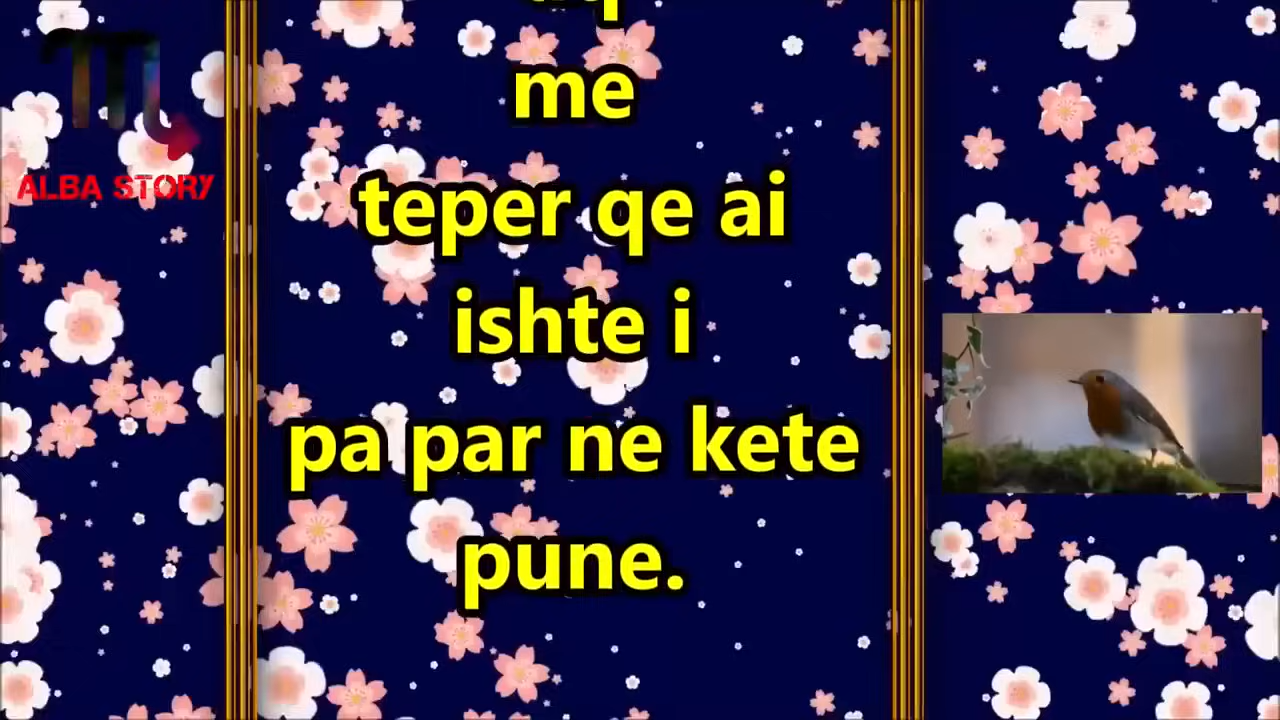 me
teper qe ai
ishte i
pa par ne kete
pune.
ALBA STORY